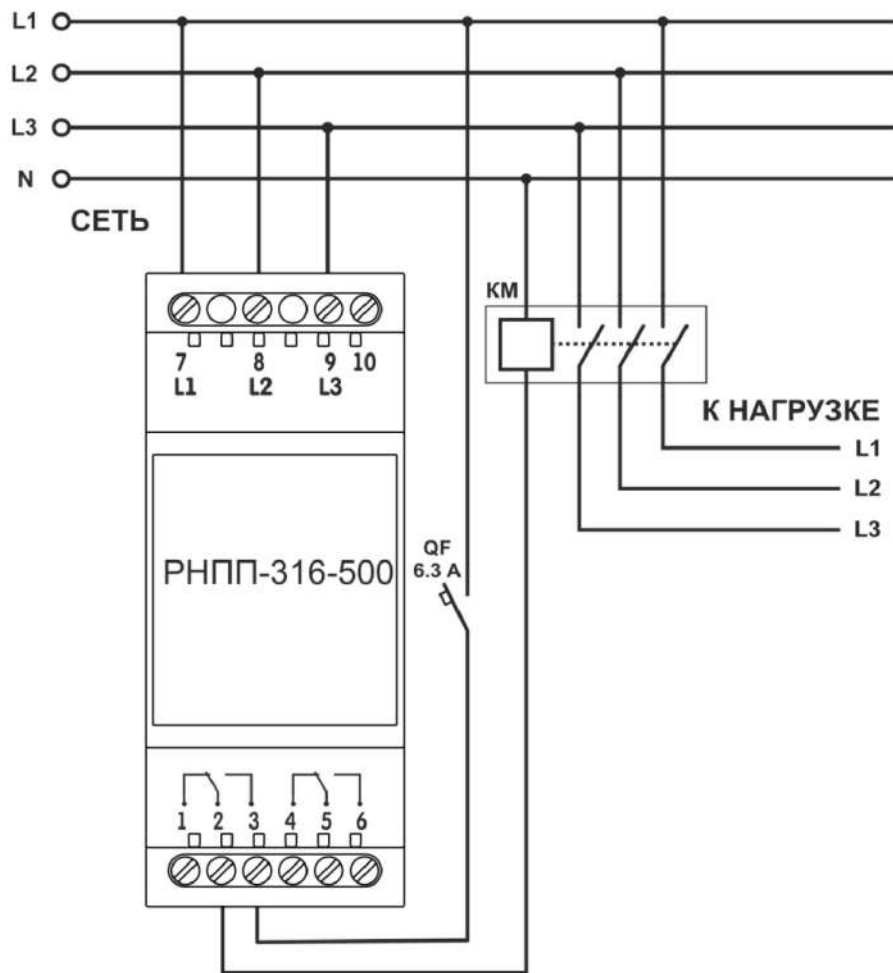 L1
L2
L3
N
СЕТЬ
КМ
7 8 9 10
L1 L2 L3
К НАГРУЗКЕ
L1
L2
L3
QF
6.3 А
РНПП-316-500
1 2 3 4 5 6